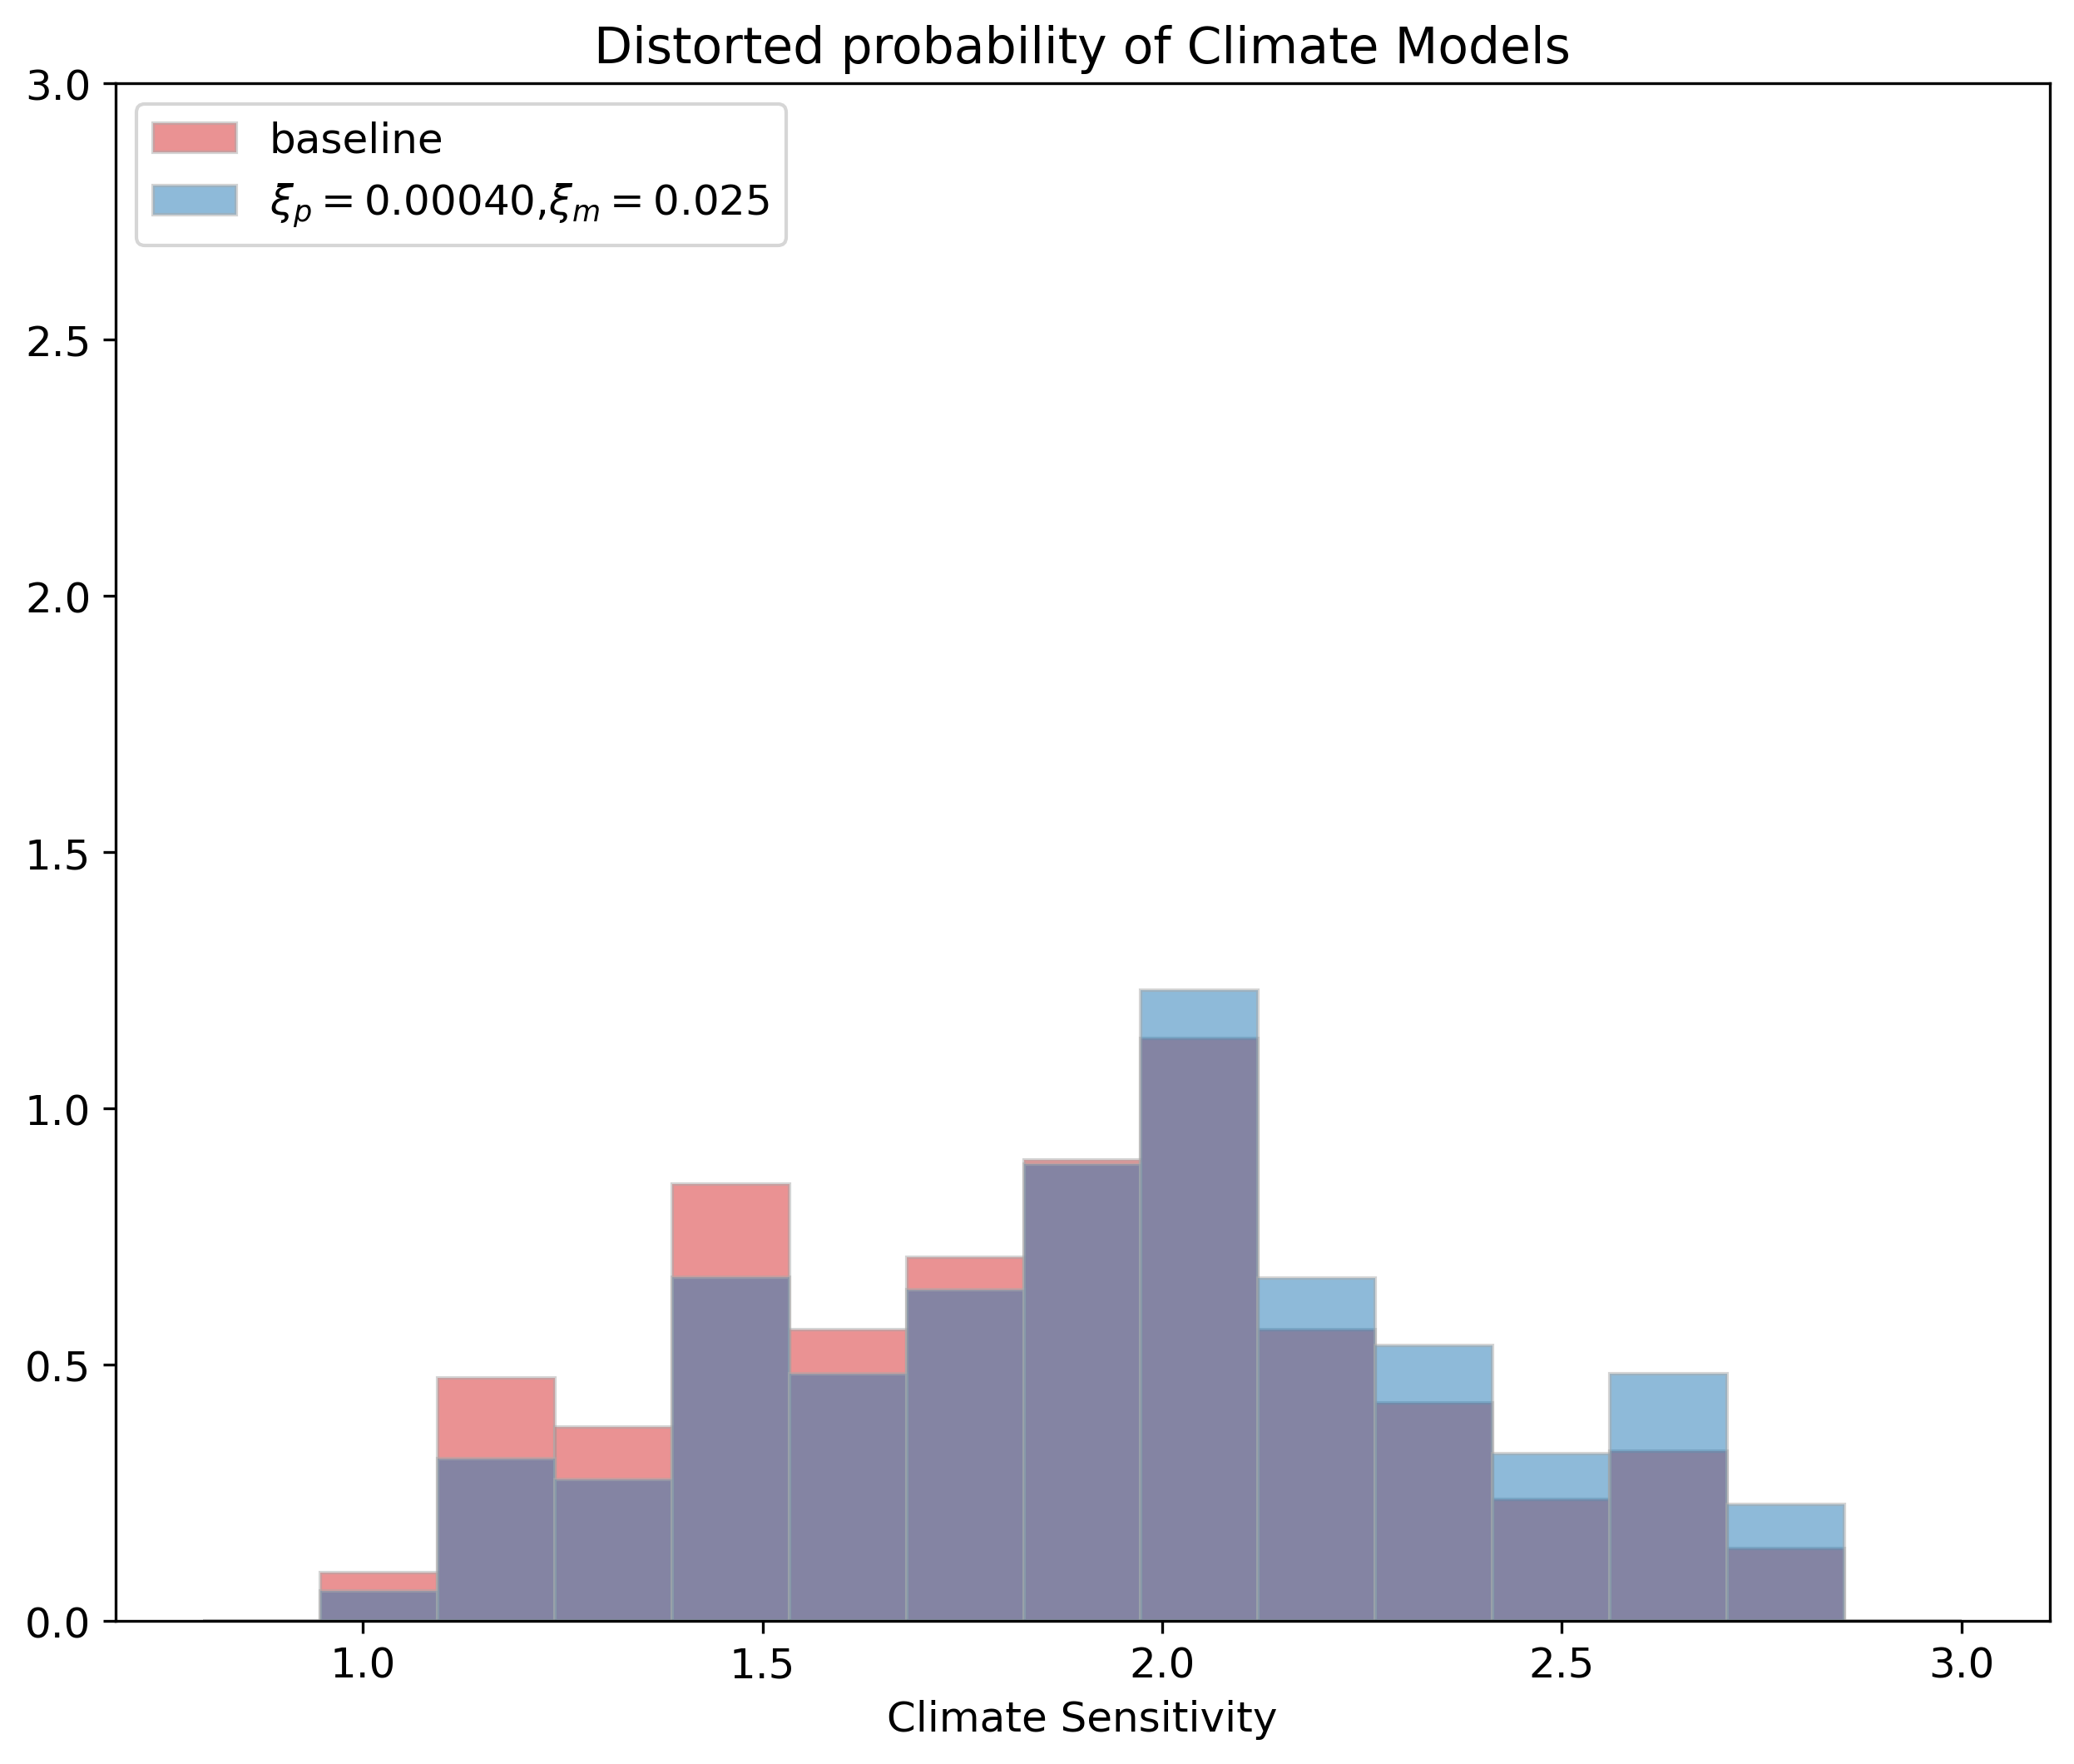 Distorted probability of Climate Models
baseline
ξₚ = 0.00040,ξₘ = 0.025
3.0
2.5
2.0
1.5
1.0
0.5
0.0
1.0 1.5 2.0 2.5 3.0
Climate Sensitivity